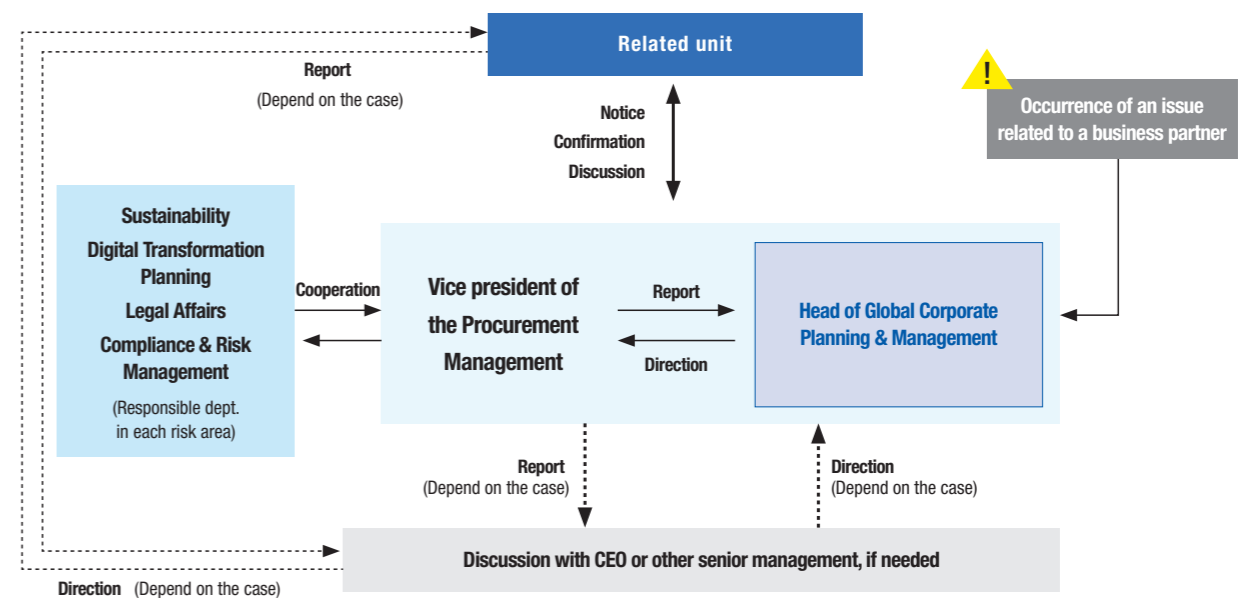 Related unit
Report
(Depend on the case)
!
Occurrence of an issue
related to a business partner
Notice
Confirmation
Discussion
Sustainability
Digital Transformation
Planning
Legal Affairs
Compliance & Risk
Management
(Responsible dept.
in each risk area)
Cooperation
Vice president of
the Procurement
Management
Report
Direction
Head of Global Corporate
Planning & Management
Report
(Depend on the case)
Direction
(Depend on the case)
Discussion with CEO or other senior management, if needed
Direction (Depend on the case)